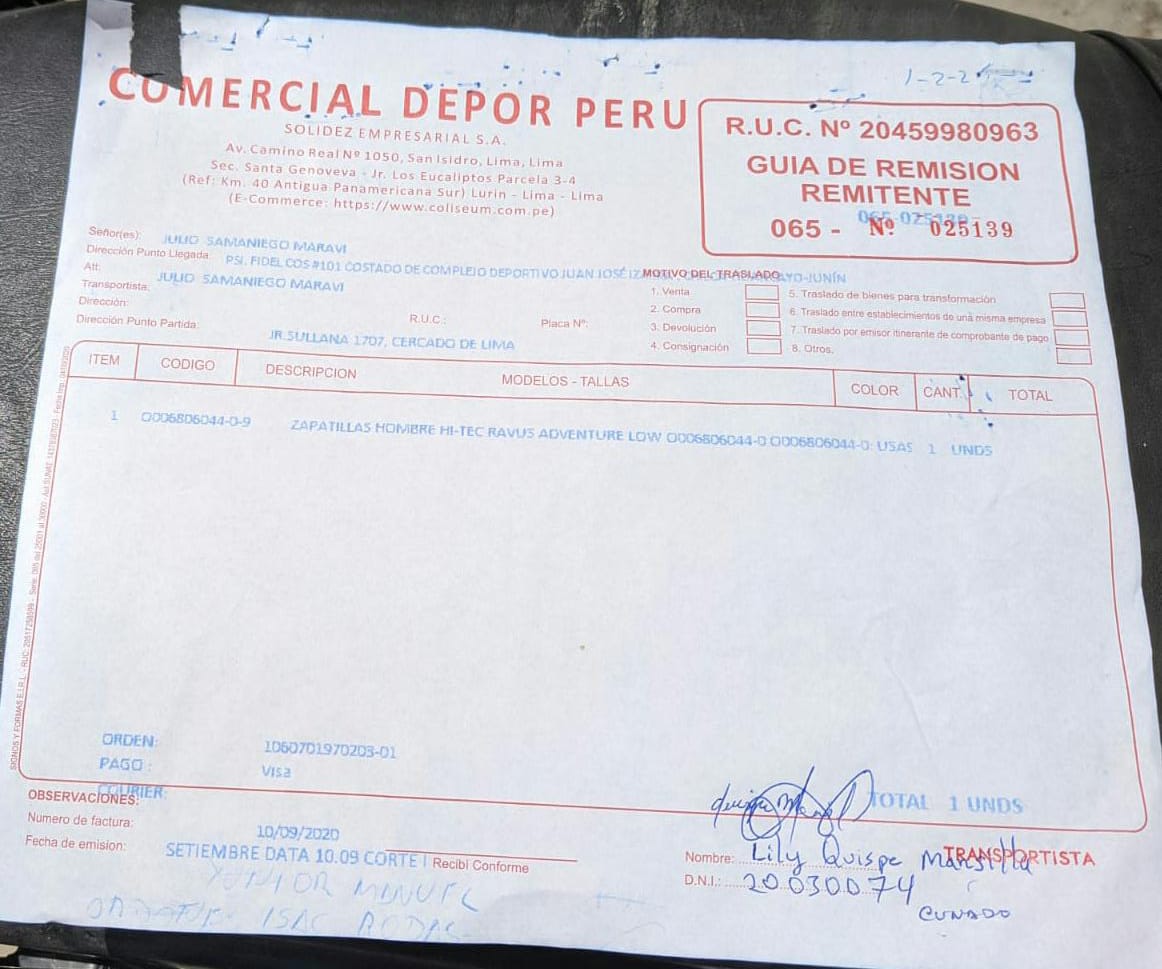 1-2-2
COMERCIAL DEPOR PERU
SOLIDEZ EMPRESARIAL S.A.
Av. Camino Real Nº 1050, San Isidro, Lima, Lima
Sec. Santa Genoveva - Jr. Los Eucaliptos Parcela 3-4
(Ref: Km. 40 Antigua Panamericana Sur) Lurin - Lima - Lima
(E-Commerce: https://www.coliseum.com.pe)
R.U.C. Nº 20459980963
GUIA DE REMISION
REMITENTE
065 - Nº 025139
065-025139
Señor(es): JULIO SAMANIEGO MARAVI
Dirección Punto Llegada: PSJ. FIDEL COS #101 COSTADO DE COMPLEJO DEPORTIVO JUAN JOSÉ
Att: JULIO SAMANIEGO MARAVI
Transportista:
Dirección: R.U.C.: Placa Nº:
Dirección Punto Partida: JR.SULLANA 1707, CERCADO DE LIMA
MOTIVO DEL TRASLADO
1. Venta
2. Compra
3. Devolución
4. Consignación
5. Traslado de bienes para transformación
6. Traslado entre establecimientos de una misma empresa
7. Traslado por emisor itinerante de comprobante de pago
8. Otros.
ITEM CODIGO DESCRIPCION MODELOS - TALLAS COLOR CANT. TOTAL
1 O006806044-0-9 ZAPATILLAS HOMBRE HI-TEC RAVUS ADVENTURE LOW O006806044-0 O006806044-0: USAS 1 UNDS
ORDEN: 1060701970203-01
PAGO : Visa
COURIER:
TOTAL 1 UNDS
OBSERVACIONES:
Numero de factura: 10/09/2020
Fecha de emision: SETIEMBRE DATA 10.09 CORTE I
Recibi Conforme
Nombre: Lily Quispe Mansilla
TRANSPORTISTA
D.N.I.: 20030074
CUNADO